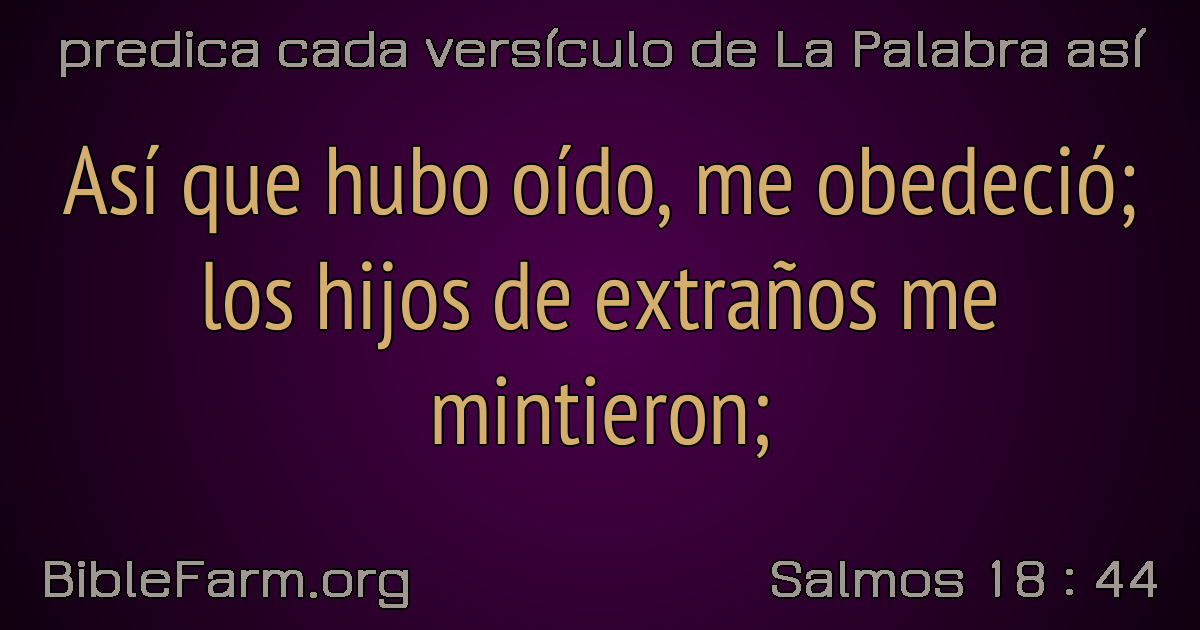 predica cada versículo de La Palabra así
Así que hubo oído, me obedeció;
los hijos de extraños me
mintieron;
BibleFarm.org
Salmos 18 : 44